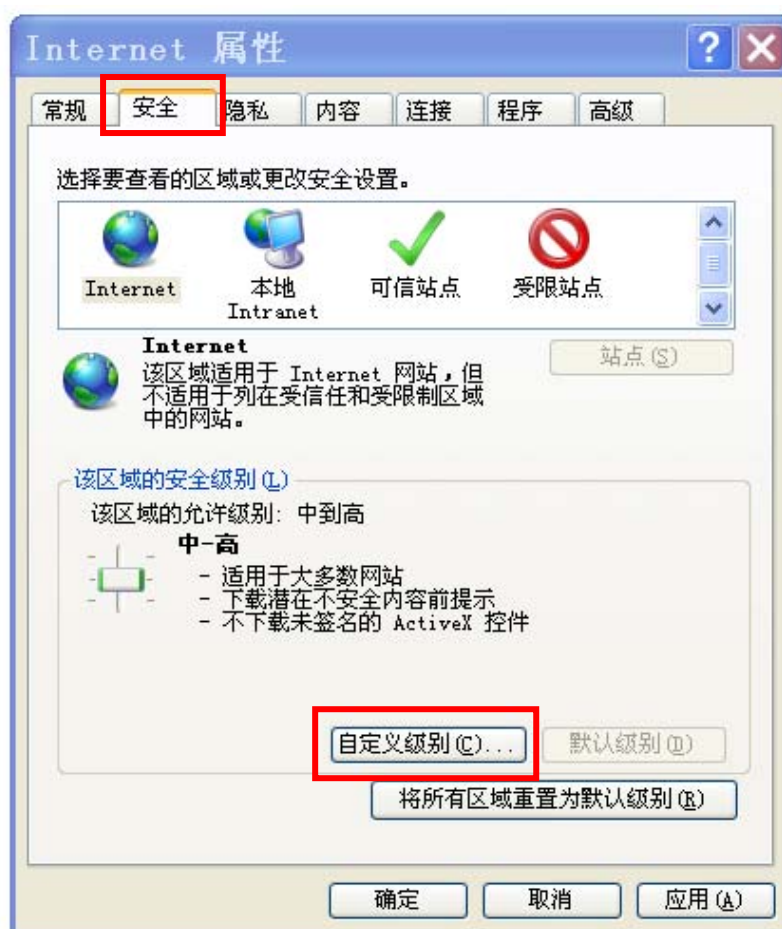 Internet 属性
常规 安全 隐私 内容 连接 程序 高级
选择要查看的区域或更改安全设置。
Internet 本地 可信站点 受限站点
Intranet
Internet
站点(S)
该区域适用于 Internet 网站，但
不适用于列在受信任和受限制区域
中的网站。
该区域的安全级别(L)
该区域的允许级别: 中到高
中-高
- 适用于大多数网站
- 下载潜在不安全内容前提示
- 不下载未签名的 ActiveX 控件
自定义级别(C)... 默认级别(D)
将所有区域重置为默认级别(R)
确定 取消 应用(A)